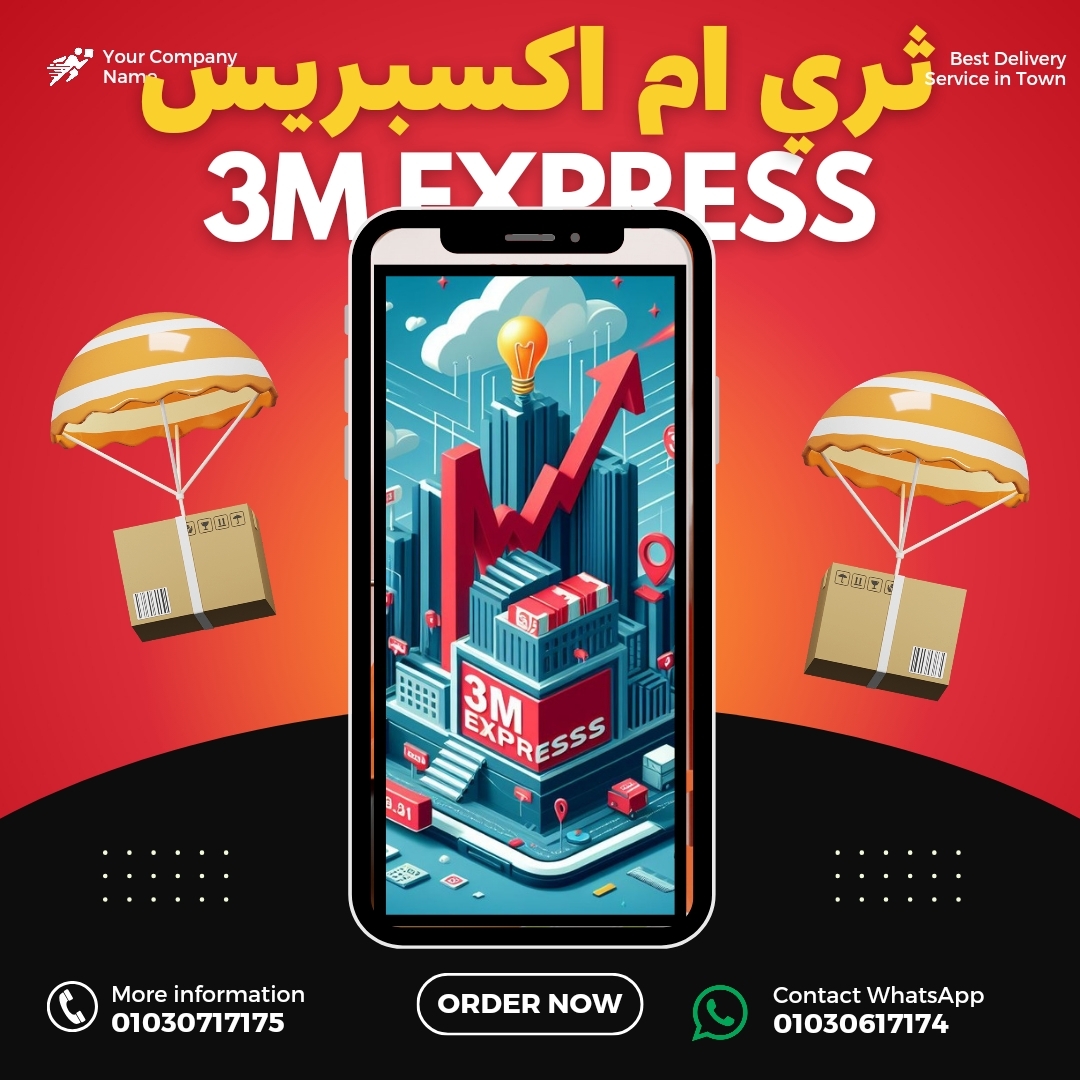 Your Company
Name
Best Delivery
Service in Town
ثري ام اكسبريس
3M EXPRESS
3M
EXPRESSS
More information
01030717175
ORDER NOW
Contact WhatsApp
01030617174